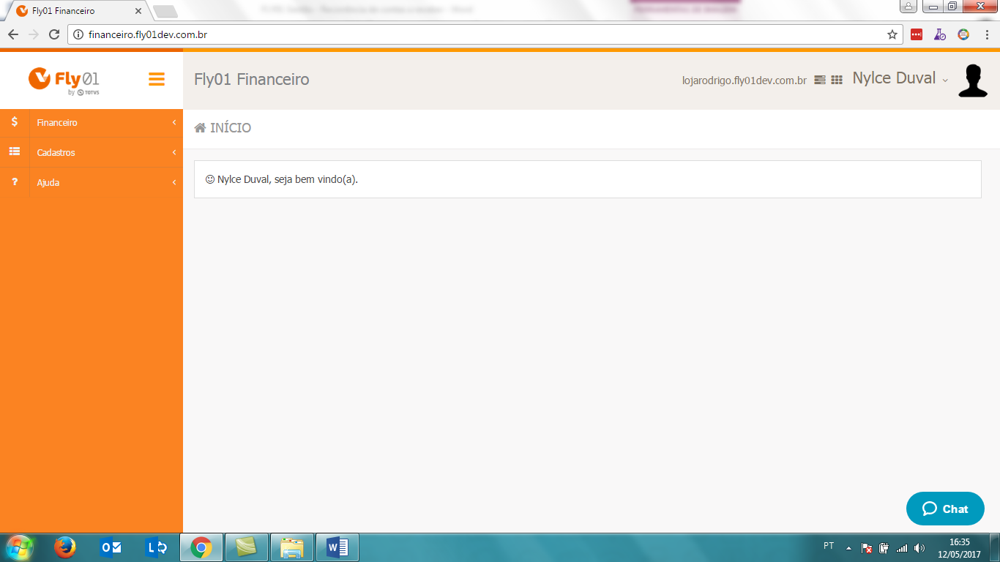 Fly01 Financeiro
financeiro.fly01dev.com.br
Fly01
by TOTVS
Fly01 Financeiro
lojarodrigo.fly01dev.com.br
Nylce Duval
$ Financeiro
Cadastros
? Ajuda
INÍCIO
Nylce Duval, seja bem vindo(a).
Chat
PT
16:35
12/05/2017